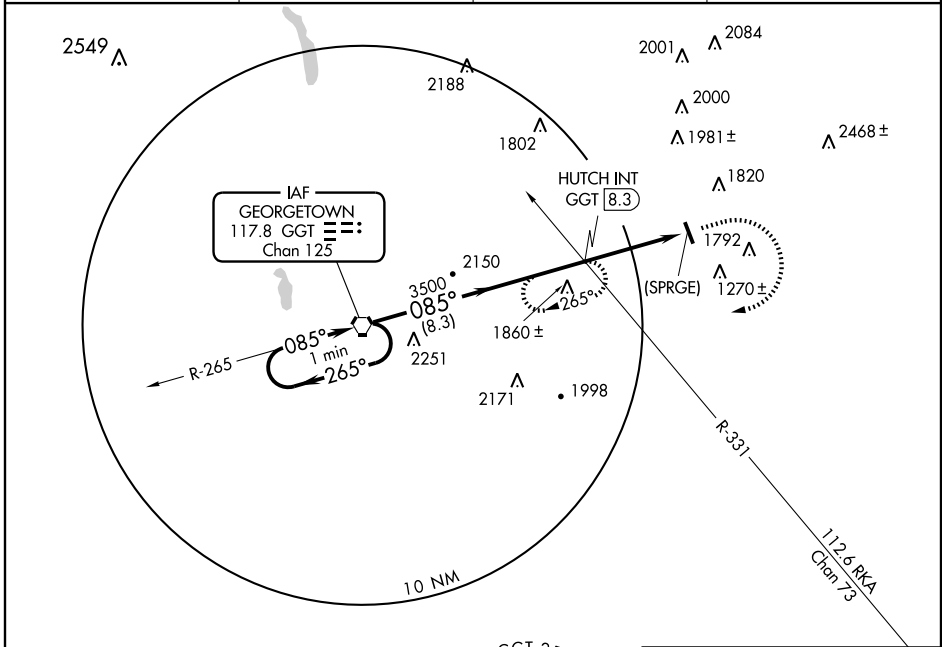 2549
2188
1802
2001
2084
2000
1981±
2468±
1820
HUTCH INT
GGT 8.3
IAF
GEORGETOWN
117.8 GGT
Chan 125
2150
3500
085°
(8.3)
1792
(SPRGE)
1270±
265°
1860±
085°
1 min
265°
R-265
2251
2171
1998
R-331
112.6 RKA
Chan 73
10 NM